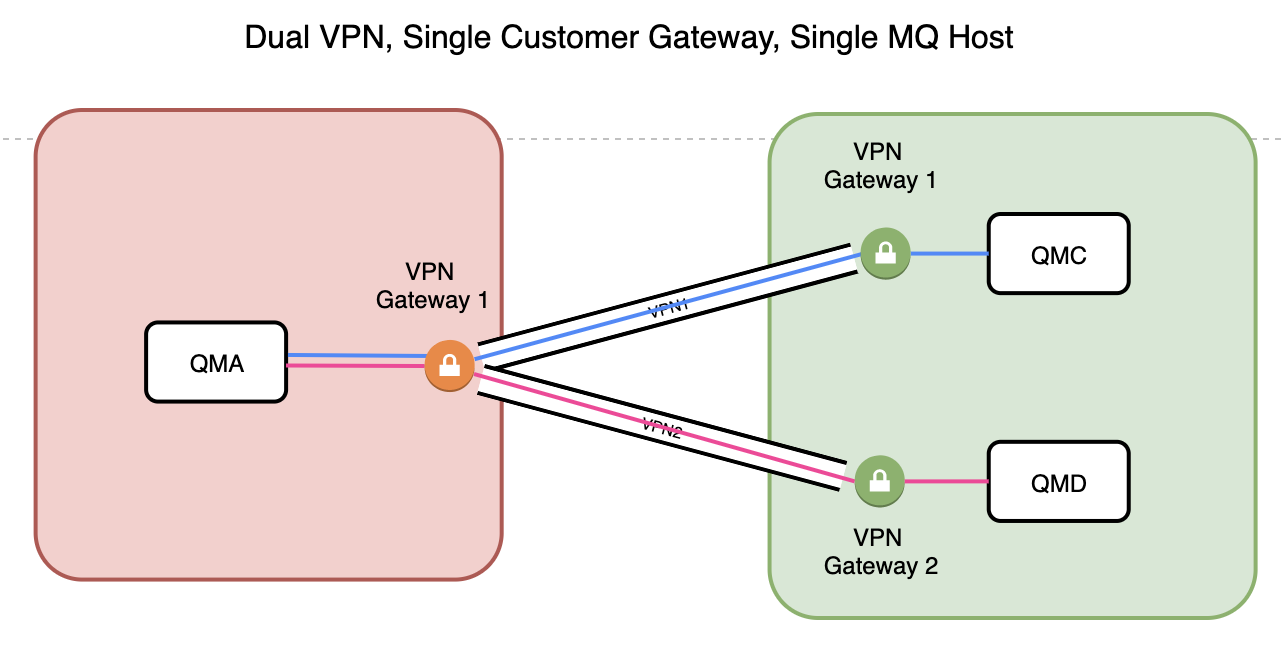 Dual VPN, Single Customer Gateway, Single MQ Host
VPN
Gateway 1
QMA
VPN1
VPN2
VPN
Gateway 1
QMC
QMD
VPN
Gateway 2